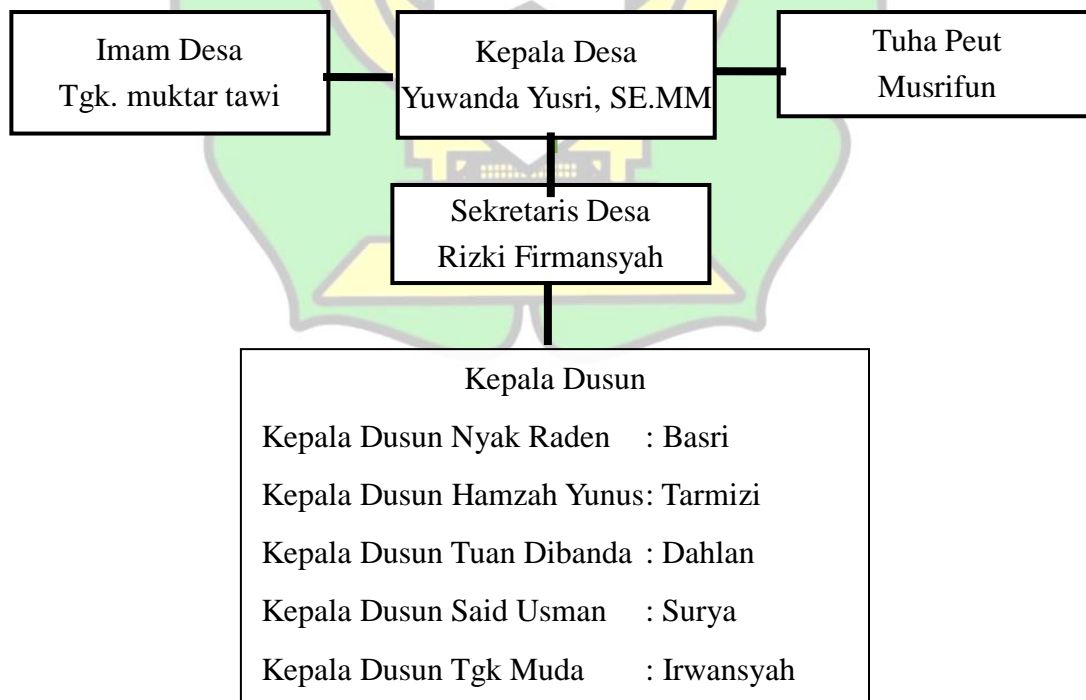 Imam Desa
Tgk. muktar tawi
Kepala Desa
Yuwanda Yusri, SE.MM
Tuha Peut
Musrifun
Sekretaris Desa
Rizki Firmansyah
Kepala Dusun
Kepala Dusun Nyak Raden : Basri
Kepala Dusun Hamzah Yunus: Tarmizi
Kepala Dusun Tuan Dibanda : Dahlan
Kepala Dusun Said Usman : Surya
Kepala Dusun Tgk Muda : Irwansyah